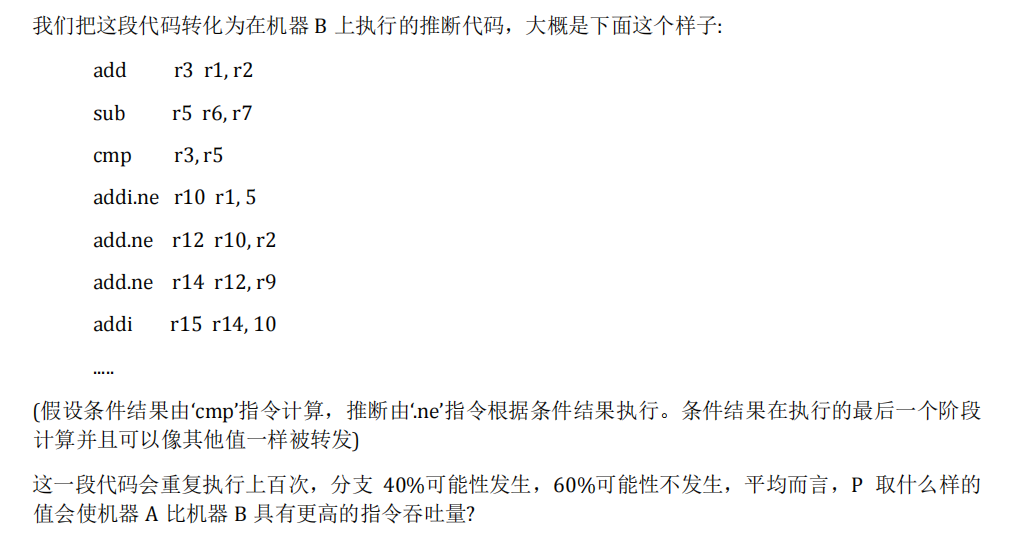 我们把这段代码转化为在机器 B 上执行的推断代码，大概是下面这个样子:
add r3 r1, r2
sub r5 r6, r7
cmp r3, r5
addi.ne r10 r1, 5
add.ne r12 r10, r2
add.ne r14 r12, r9
addi r15 r14, 10
.....
(假设条件结果由‘cmp’指令计算，推断由‘.ne’指令根据条件结果执行。条件结果在执行的最后一个阶段
计算并且可以像其他值一样被转发)
这一段代码会重复执行上百次，分支 40%可能性发生，60%可能性不发生，平均而言，P 取什么样的
值会使机器 A 比机器 B 具有更高的指令吞吐量?